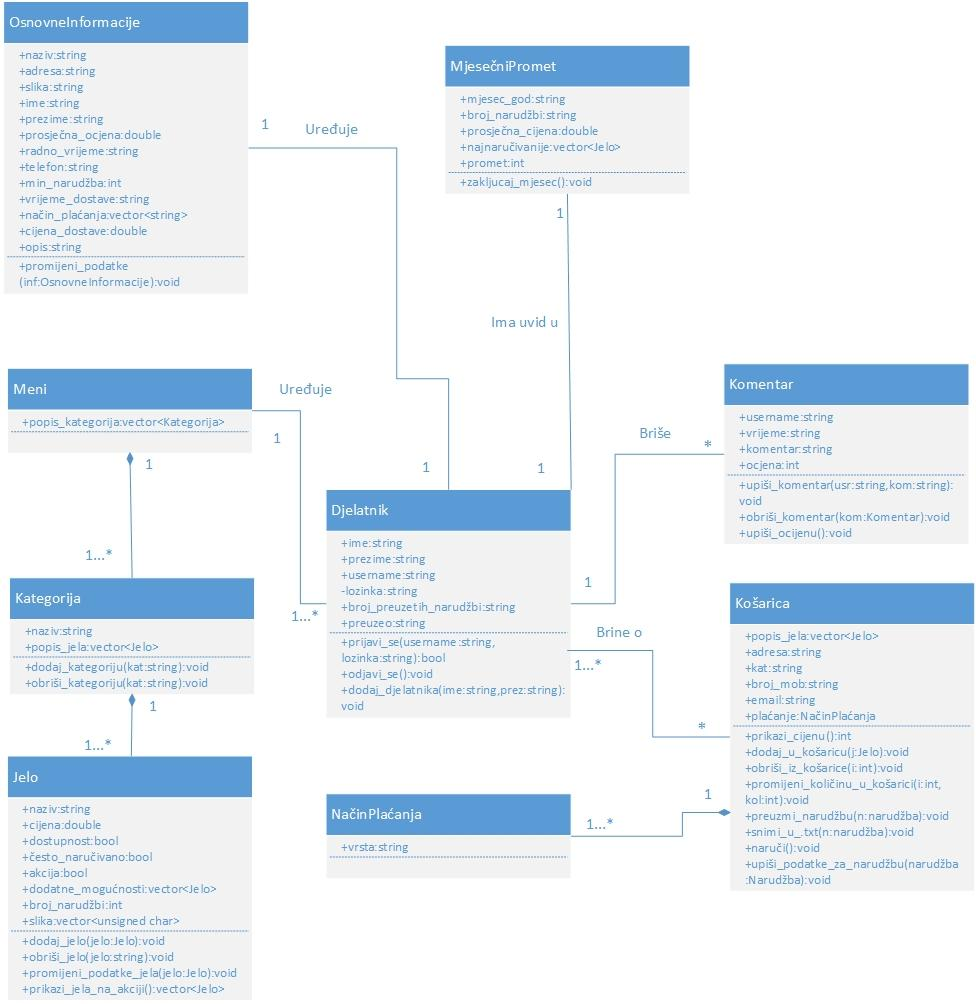 OsnovneInformacije
+naziv:string
+adresa:string
+slika:string
+ime:string
+prezime:string
+prosječna_ocjena:double
+radno_vrijeme:string
+telefon:string
+min_narudžba:int
+vrijeme_dostave:string
+način_plaćanja:vector<string>
+cijena_dostave:double
+opis:string
+promijeni_podatke
(inf:OsnovneInformacije):void
1
Uređuje
1
MjesečniPromet
+mjesec_god:string
+broj_narudžbi:string
+prosječna_cijena:double
+najnaručivanije:vector<Jelo>
+promet:int
+zakljucaj_mjesec():void
1
Ima uvid u
1
Meni
+popis_kategorija:vector<Kategorija>
Uređuje
1
1...*
1
1...*
Kategorija
+naziv:string
+popis_jela:vector<Jelo>
+dodaj_kategoriju(kat:string):void
+obriši_kategoriju(kat:string):void
1
1...*
Jelo
+naziv:string
+cijena:double
+dostupnost:bool
+često_naručivano:bool
+akcija:bool
+dodatne_mogućnosti:vector<Jelo>
+broj_narudžbi:int
+slika:vector<unsigned char>
+dodaj_jelo(jelo:Jelo):void
+obriši_jelo(jelo:string):void
+promijeni_podatke_jela(jelo:Jelo):void
+prikazi_jela_na_akciji():vector<Jelo>
Djelatnik
+ime:string
+prezime:string
+username:string
-lozinka:string
+broj_preuzetih_narudžbi:string
+preuzeo:string
+prijavi_se(username:string,
lozinka:string):bool
+odjavi_se():void
+dodaj_djelatnika(ime:string,prez:string):
void
Briše
*
1
Komentar
+username:string
+vrijeme:string
+komentar:string
+ocjena:int
+upiši_komentar(usr:string,kom:string):
void
+obriši_komentar(kom:Komentar):void
+upiši_ocijenu():void
Brine o
1...*
*
Košarica
+popis_jela:vector<Jelo>
+adresa:string
+kat:string
+broj_mob:string
+email:string
+plaćanje:NačinPlaćanja
+prikazi_cijenu():int
+dodaj_u_košaricu(j:Jelo):void
+obriši_iz_košarice(i:int):void
+promijeni_količinu_u_košarici(i:int,
kol:int):void
+preuzmi_narudžbu(n:narudžba):void
+snimi_u_.txt(n:narudžba):void
+naruči():void
+upiši_podatke_za_narudžbu(narudžba
:Narudžba):void
1
1...*
NačinPlaćanja
+vrsta:string